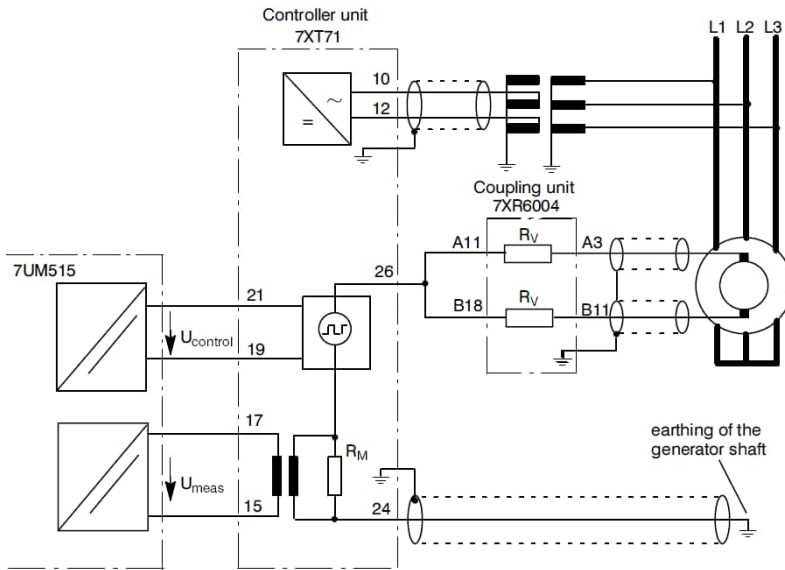 Controller unit
7XT71
L1 L2 L3
10
12
~
=
Coupling unit
7XR6004
A11 RV A3
7UM515
26
21
B18 RV B11
Ucontrol
19
17
earthing of the
generator shaft
RM
Umeas
15
24